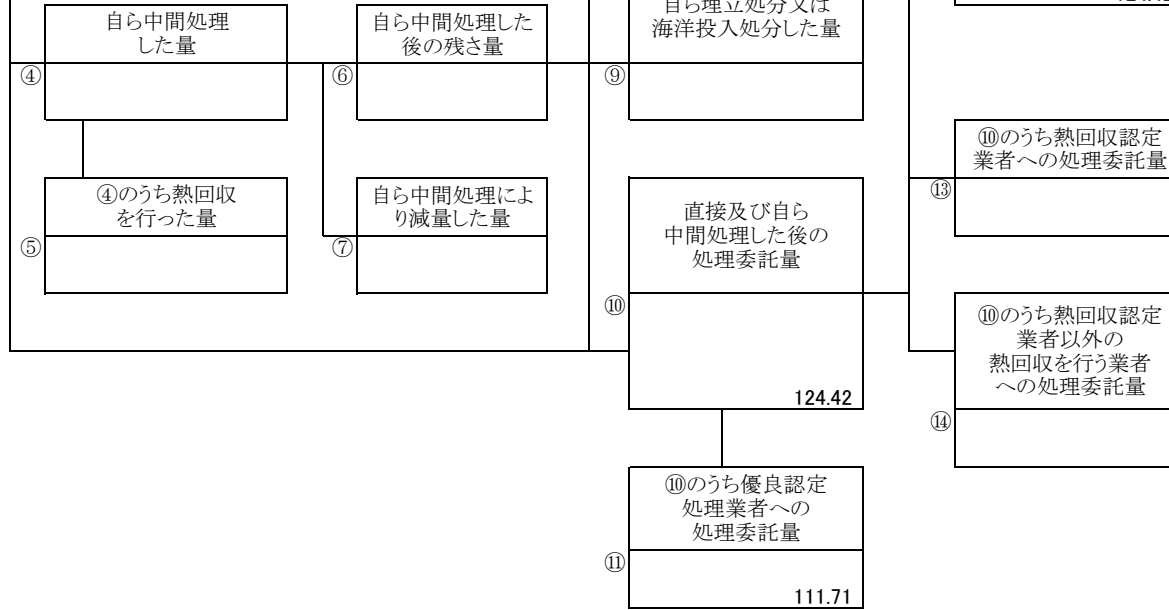 自ら中間処理
した量
④
自ら中間処理した
後の残さ量
⑥
自ら埋立処分又は
海洋投入処分した量
⑨
⑩のうち熱回収認定
業者への処理委託量
⑬
④のうち熱回収
を行った量
⑤
自ら中間処理によ
り減量した量
⑦
直接及び自ら
中間処理した後の
処理委託量
⑩
124.42
⑩のうち熱回収認定
業者以外の
熱回収を行う業者
への処理委託量
⑭
⑩のうち優良認定
処理業者への
処理委託量
⑪
111.71